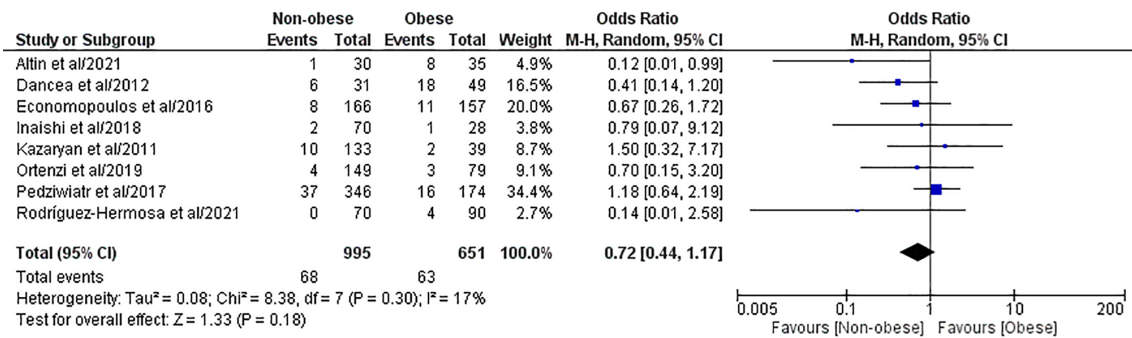 Non-obese Obese Odds Ratio Odds Ratio
Study or Subgroup Events Total Events Total Weight M-H, Random, 95% CI M-H, Random, 95% CI
Altin et al/2021 1 30 8 35 4.9% 0.12 [0.01, 0.99]
Dancea et al/2012 6 31 18 49 16.5% 0.41 [0.14, 1.20]
Economopoulos et al/2016 8 166 11 157 20.0% 0.67 [0.26, 1.72]
Inaishi et al/2018 2 70 1 28 3.8% 0.79 [0.07, 9.12]
Kazaryan et al/2011 10 133 2 39 8.7% 1.50 [0.32, 7.17]
Ortenzi et al/2019 4 149 3 79 9.1% 0.70 [0.15, 3.20]
Pedziwiatr et al/2017 37 346 16 174 34.4% 1.18 [0.64, 2.19]
Rodríguez-Hermosa et al/2021 0 70 4 90 2.7% 0.14 [0.01, 2.58]
Total (95% CI) 995 651 100.0% 0.72 [0.44, 1.17]
Total events 68 63
Heterogeneity: Tau² = 0.08; Chi² = 8.38, df = 7 (P = 0.30); I² = 17%
Test for overall effect: Z = 1.33 (P = 0.18)
0.005 0.1 1 10 200
Favours [Non-obese] Favours [Obese]